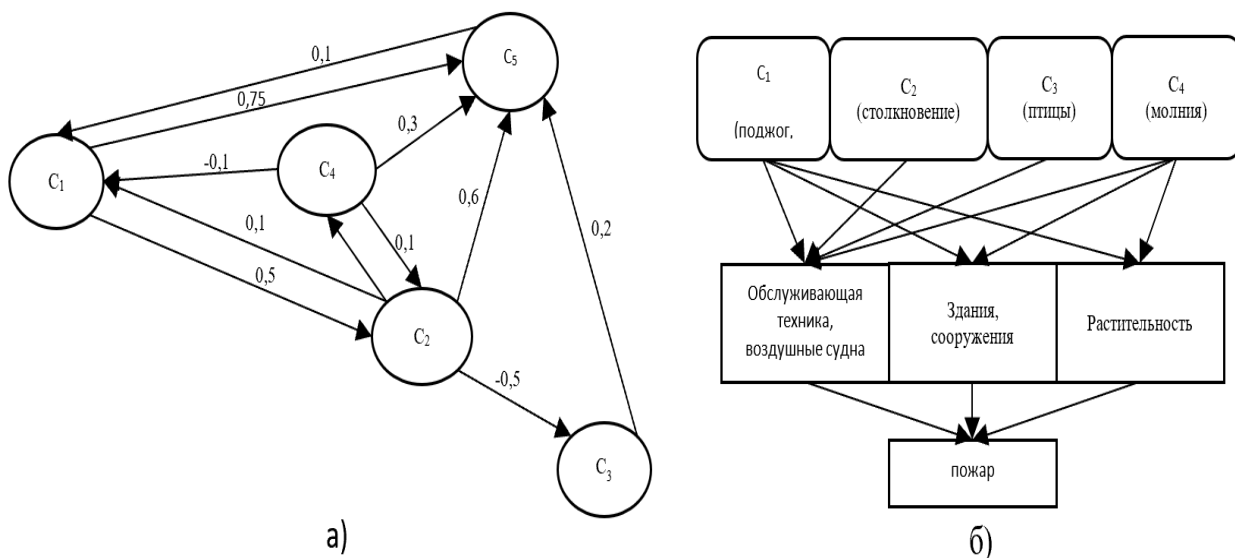 0,1
C5
0,75
0,3
-0,1
C4
C1
0,6
0,2
0,1
0,1
0,5
C2
-0,5
C3
а)
C1
(поджог,
C2
(столкновение)
C3
(птицы)
C4
(молния)
Обслуживающая
техника,
воздушные судна
Здания,
сооружения
Растительность
пожар
б)